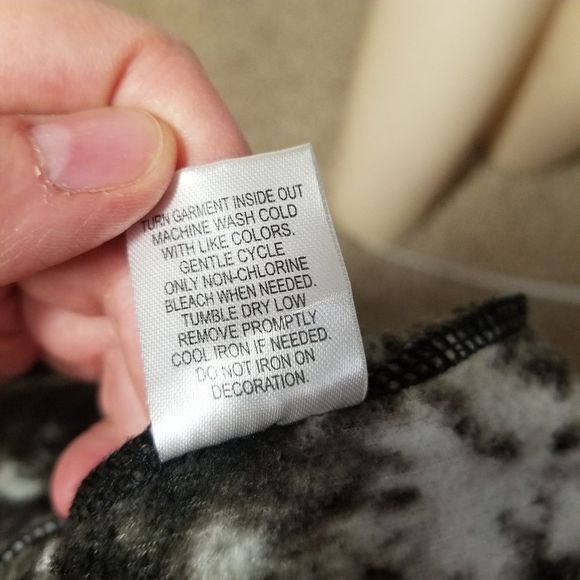 TURN GARMENT INSIDE OUT
MACHINE WASH COLD
WITH LIKE COLORS.
GENTLE CYCLE
ONLY NON-CHLORINE
BLEACH WHEN NEEDED.
TUMBLE DRY LOW
REMOVE PROMPTLY
COOL IRON IF NEEDED.
DO NOT IRON ON
DECORATION.